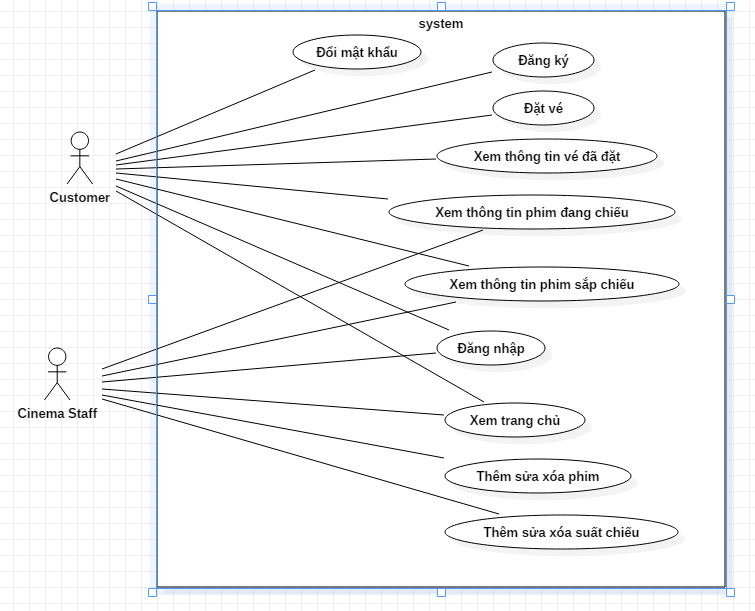 system
Đổi mật khẩu
Đăng ký
Đặt vé
Xem thông tin vé đã đặt
Customer
Xem thông tin phim đang chiếu
Xem thông tin phim sắp chiếu
Đăng nhập
Cinema Staff
Xem trang chủ
Thêm sửa xóa phim
Thêm sửa xóa suất chiếu